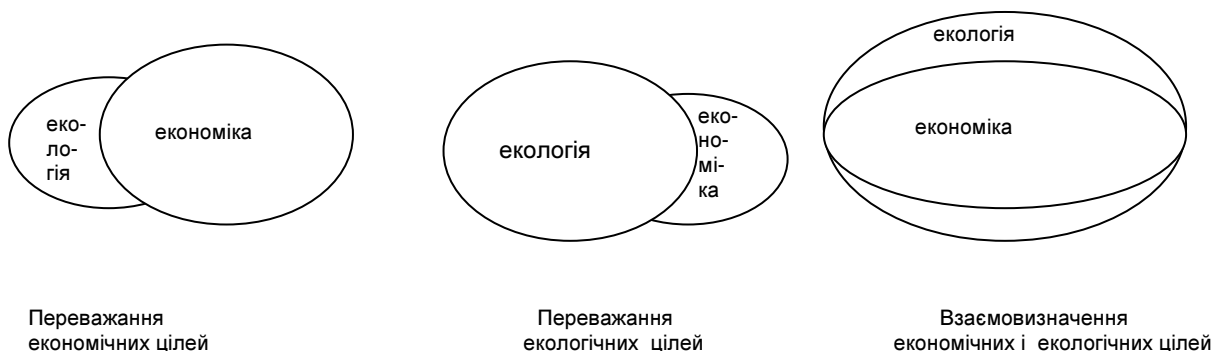 еко-
ло-
гія
економіка
Переважання
економічних цілей
екологія
еко-
но-
мі-
ка
Переважання
екологічних цілей
екологія
економіка
Взаємовизначення
економічних і екологічних цілей